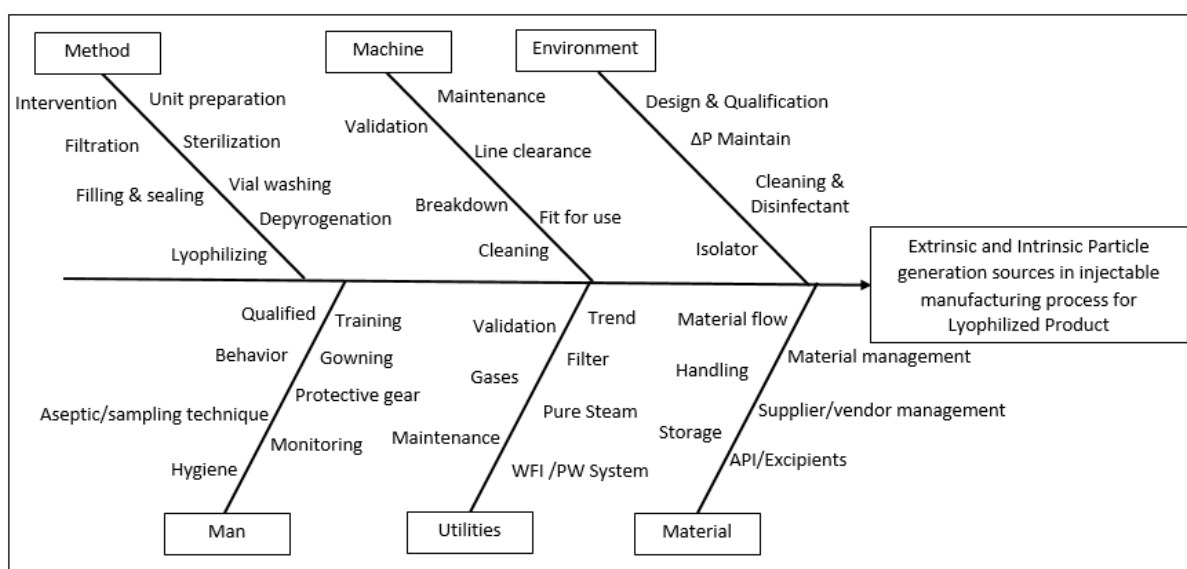 Method
Machine
Environment
Intervention
Unit preparation
Filtration
Sterilization
Filling & sealing
Vial washing
Depyrogenation
Lyophilizing
Maintenance
Validation
Line clearance
Breakdown
Fit for use
Cleaning
Design & Qualification
ΔP Maintain
Cleaning &
Disinfectant
Isolator
Extrinsic and Intrinsic Particle
generation sources in injectable
manufacturing process for
Lyophilized Product
Qualified
Training
Behavior
Gowning
Protective gear
Aseptic/sampling technique
Monitoring
Hygiene
Validation
Trend
Gases
Filter
Pure Steam
Maintenance
WFI /PW System
Material flow
Material management
Handling
Supplier/vendor management
Storage
API/Excipients
Man
Utilities
Material